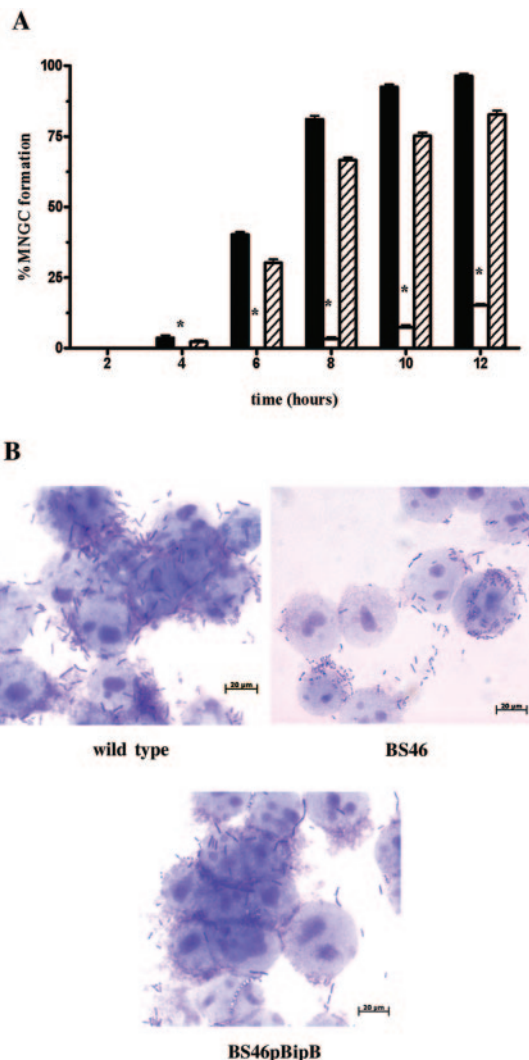 A
100
75
50
25
0
%MNGC formation
*
*
*
*
*
2 4 6 8 10 12
time (hours)
B
20 µm
20 µm
wild type
BS46
20 µm
BS46pBipB